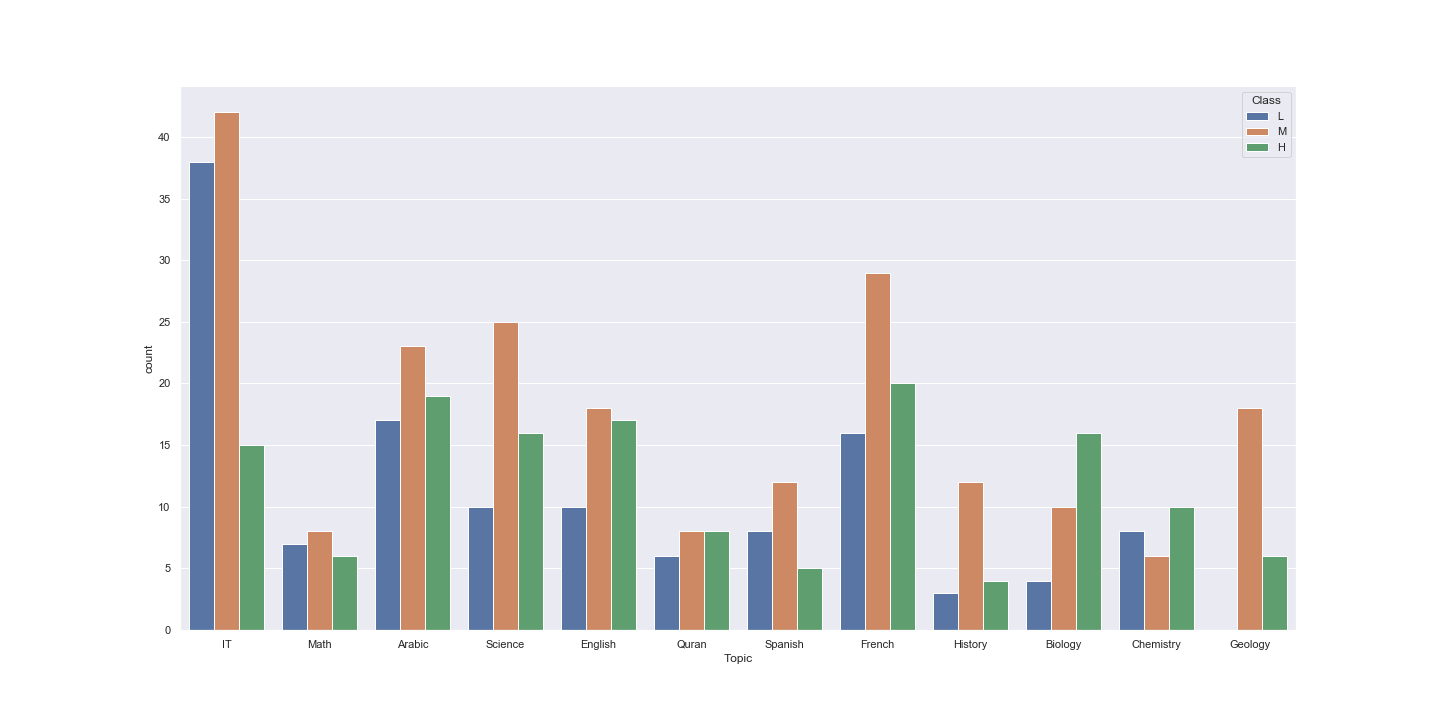 Class
L
M
H
40
35
30
25
20
15
10
5
0
count
IT Math Arabic Science English Quran Spanish French History Biology Chemistry Geology
Topic